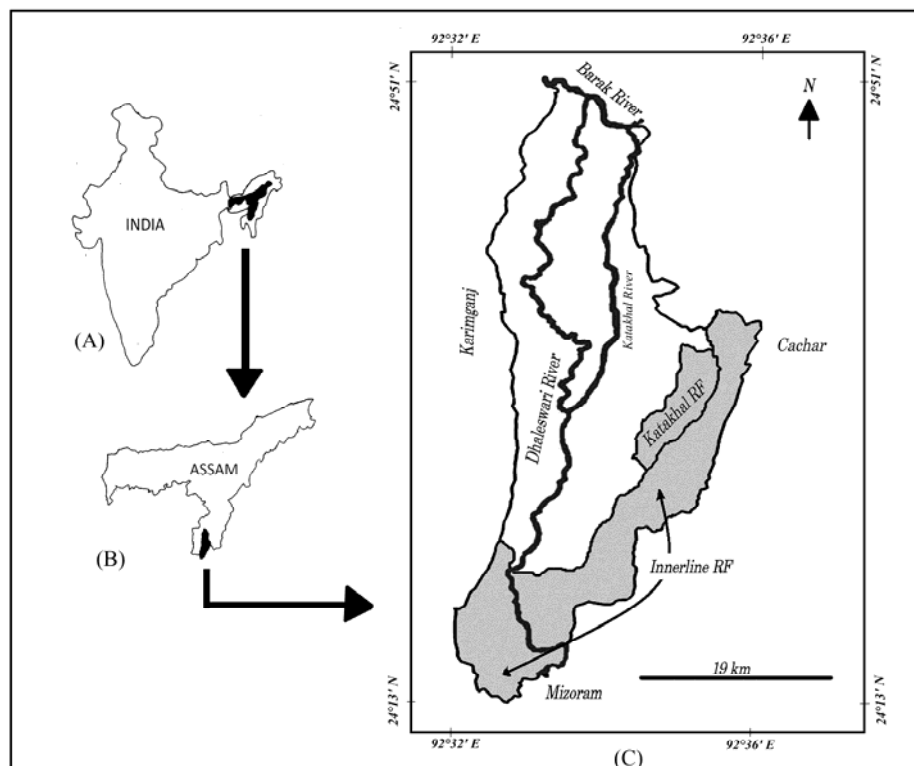 92°32' E
92°36' E
24°51' N
24°51' N
Barak River
N
INDIA
(A)
Karimganj
Katakhal River
Cachar
Dhaleswari River
Katakhal RF
ASSAM
(B)
Innerline RF
19 km
Mizoram
24°13' N
24°13' N
92°32' E
92°36' E
(C)